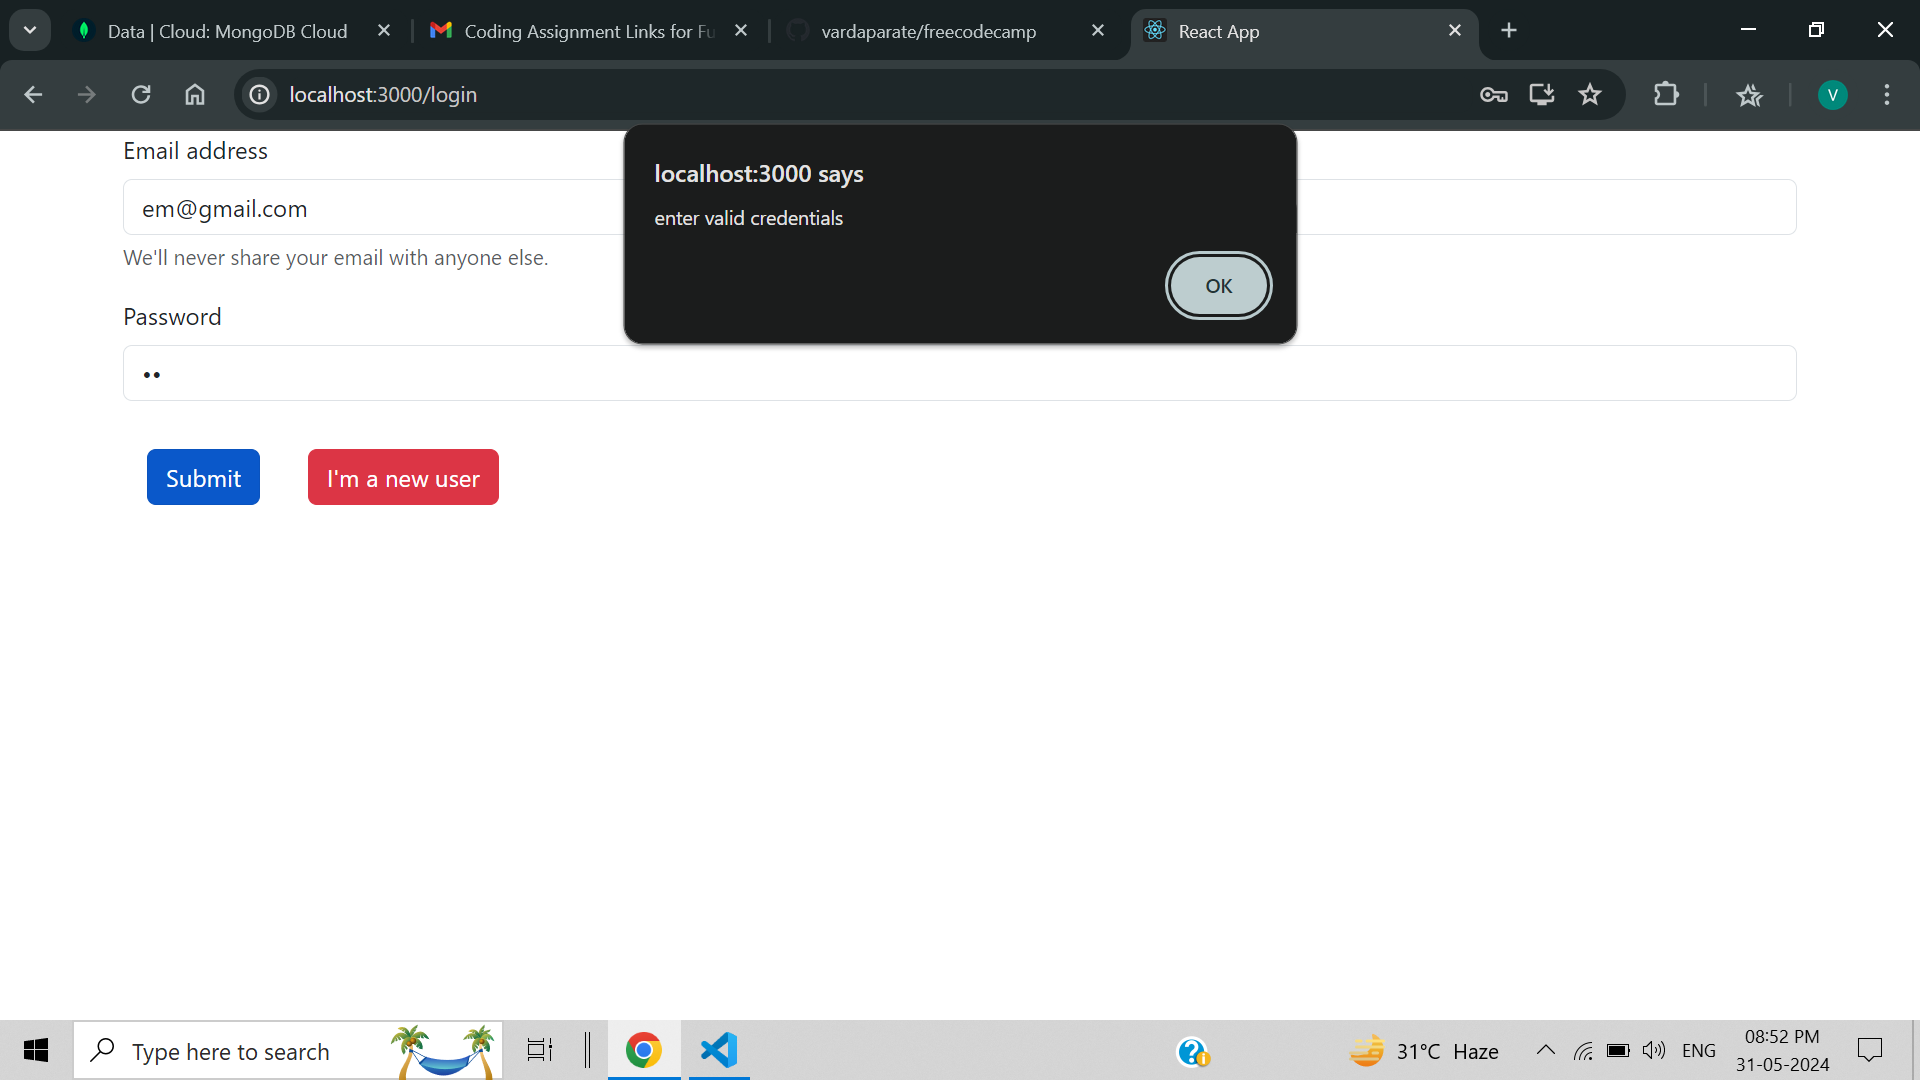 Data | Cloud: MongoDB Cloud
Coding Assignment Links for Fu
vardaparate/freecodecamp
React App
localhost:3000/login
V
Email address
em@gmail.com
We'll never share your email with anyone else.
localhost:3000 says
enter valid credentials
OK
Password
Submit
I'm a new user
Type here to search
31°C Haze
ENG
08:52 PM
31-05-2024